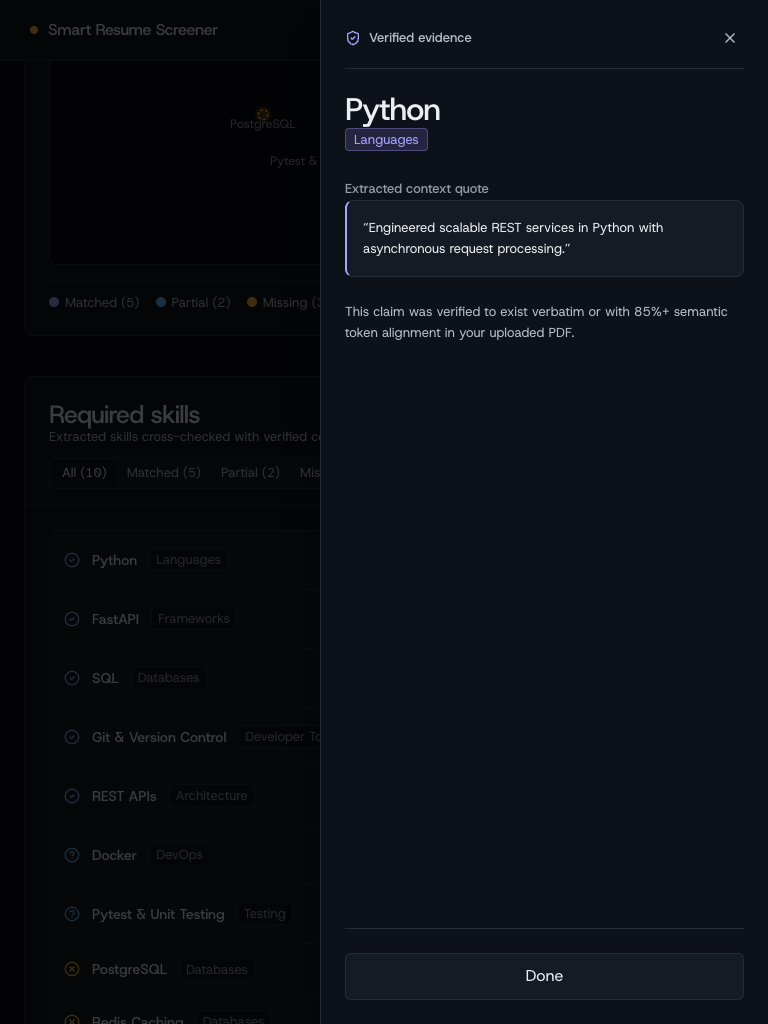 Smart Resume Screener
PostgreSQL
Pytest &
Matched (5)
Partial (2)
Missing (3
Required skills
Extracted skills cross-checked with verified
All (10)
Matched (5)
Partial (2)
Mis
Python
Languages
FastAPI
Frameworks
SQL
Databases
Git & Version Control
Developer To
REST APIs
Architecture
Docker
DevOps
Pytest & Unit Testing
Testing
PostgreSQL
Databases
Redis Caching
Databases
Verified evidence
Python
Languages
Extracted context quote
“Engineered scalable REST services in Python with
asynchronous request processing.”
This claim was verified to exist verbatim or with 85%+ semantic
token alignment in your uploaded PDF.
Done